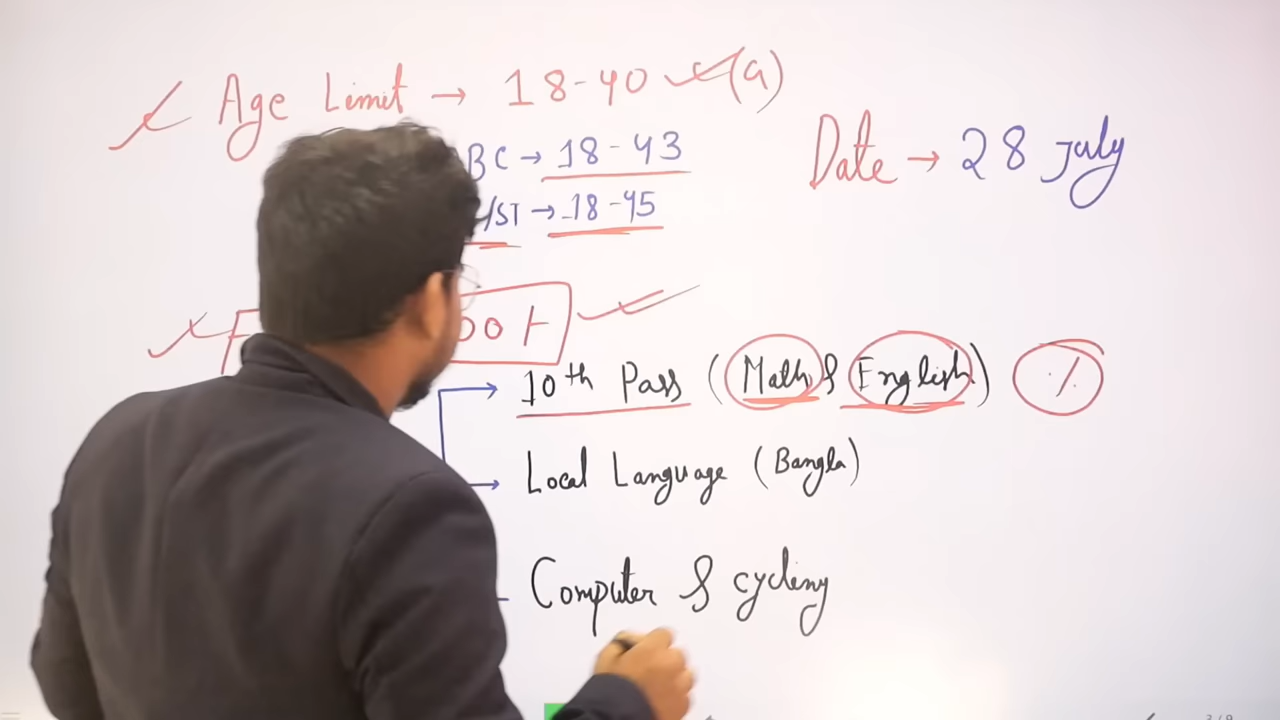 Age Limit → 18-40 (a)
BC → 18-43
/ST → 18-45
Date → 28 July
10th Pass (Math & English) %
Local Language (Bangla)
Computer & cycling